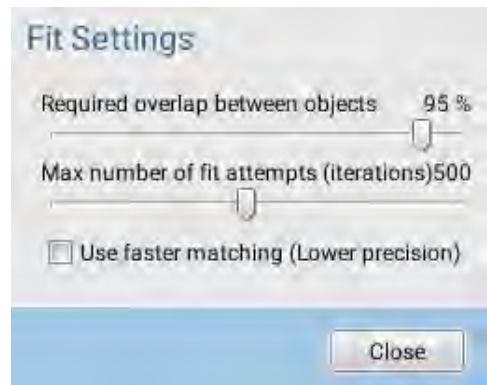 Fit Settings
Required overlap between objects 95 %
Max number of fit attempts (iterations)500
Use faster matching (Lower precision)
Close